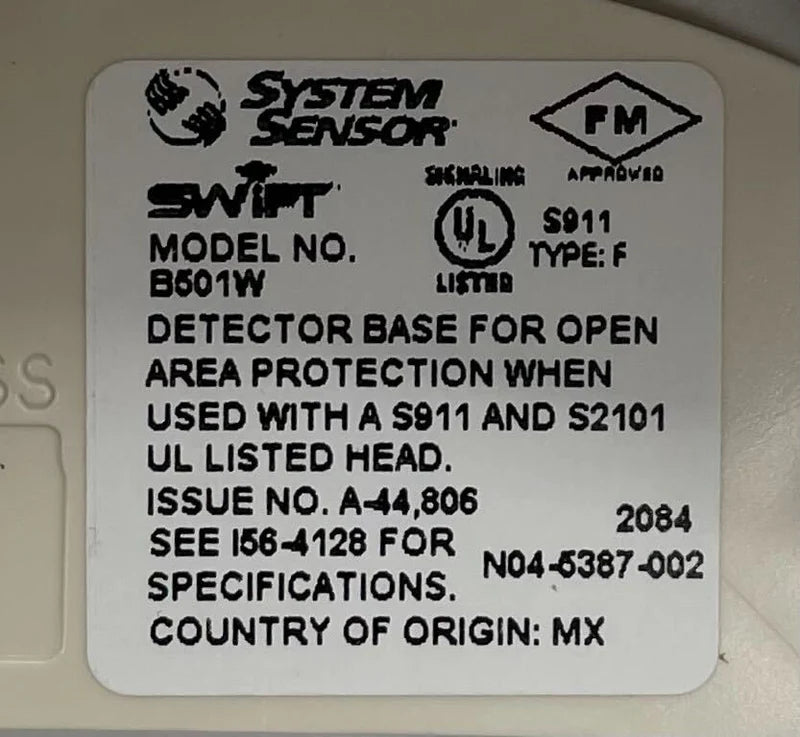 SYSTEM
SENSOR
FM
APPROVED
SWIFT
SIGNALING
UL
LISTED
S911
TYPE: F
MODEL NO.
B501W
DETECTOR BASE FOR OPEN
AREA PROTECTION WHEN
USED WITH A S911 AND S2101
UL LISTED HEAD.
ISSUE NO. A-44,806
2084
SEE I56-4128 FOR
N04-5387-002
SPECIFICATIONS.
COUNTRY OF ORIGIN: MX